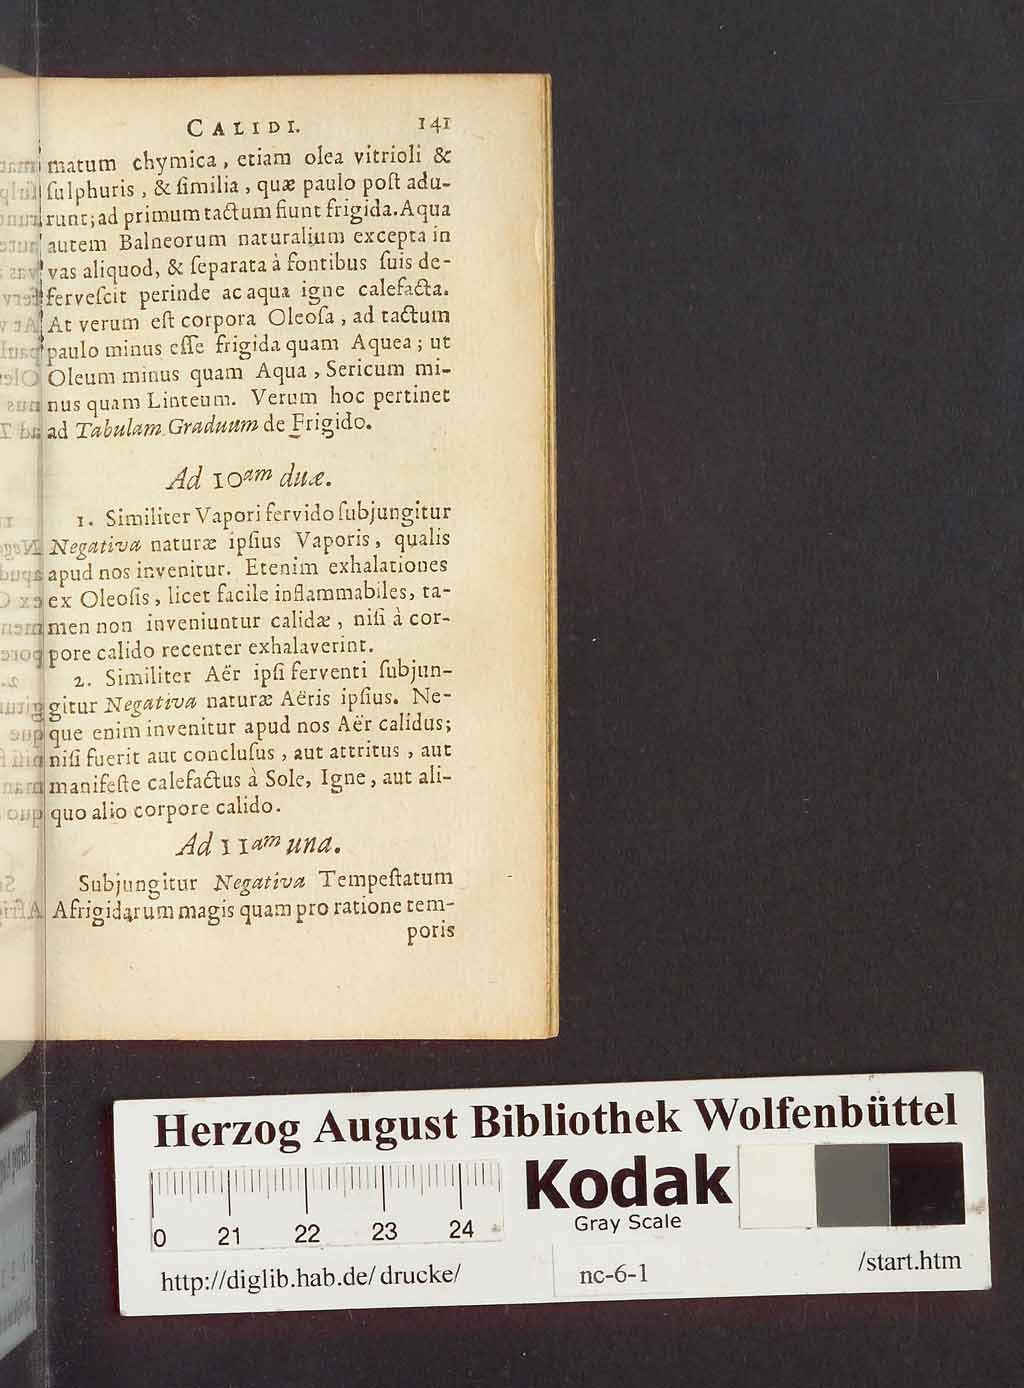 CALIDI. 141
matum chymica, etiam olea vitrioli &
ſulphuris, & ſimilia, quæ paulo poſt adu-
runt; ad primum tactum fiunt frigida. Aqua
autem Balneorum naturalium excepta in
vas aliquod, & ſeparata à fontibus ſuis de-
ferveſcit perinde ac aqua igne calefacta.
At verum eſt corpora Oleoſa, ad tactum
paulo minus eſſe frigida quam Aquea; ut
Oleum minus quam Aqua, Sericum mi-
nus quam Linteum. Verum hoc pertinet
ad Tabulam Graduum de Frigido.
Ad 10am duæ.
1. Similiter Vapori fervido ſubjungitur
Negativa naturæ ipſius Vaporis, qualis
apud nos invenitur. Etenim exhalationes
ex Oleoſis, licet facile inflammabiles, ta-
men non inveniuntur calidæ, niſi à cor-
pore calido recenter exhalaverint.
2. Similiter Aër ipſi ferventi ſubjun-
gitur Negativa naturæ Aëris ipſius. Ne-
que enim invenitur apud nos Aër calidus;
niſi fuerit aut concluſus, aut attritus, aut
manifeſte calefactus à Sole, Igne, aut ali-
quo alio corpore calido.
Ad 11am una.
Subjungitur Negativa Tempeſtatum
Afrigidarum magis quam pro ratione tem-
poris
Herzog August Bibliothek Wolfenbüttel
Kodak
Gray Scale
0 21 22 23 24
http://diglib.hab.de/drucke/ nc-6-1 /start.htm